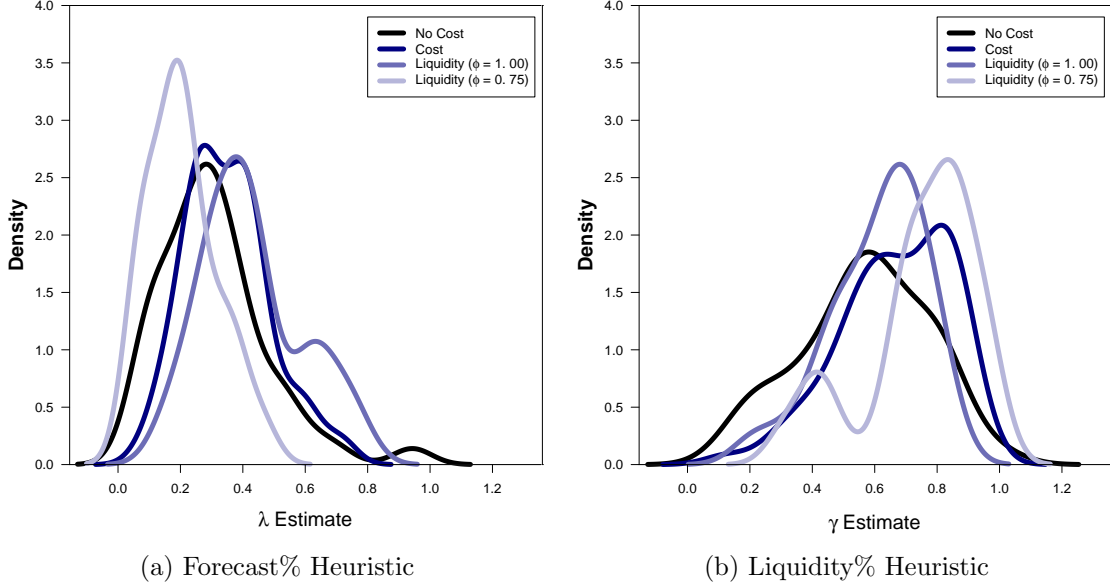 4.0
3.5
3.0
2.5
2.0
1.5
1.0
0.5
0.0
Density
No Cost
Cost
Liquidity (ϕ = 1. 00)
Liquidity (ϕ = 0. 75)
0.0 0.2 0.4 0.6 0.8 1.0 1.2
λ Estimate
(a) Forecast% Heuristic
4.0
3.5
3.0
2.5
2.0
1.5
1.0
0.5
0.0
Density
No Cost
Cost
Liquidity (ϕ = 1. 00)
Liquidity (ϕ = 0. 75)
0.0 0.2 0.4 0.6 0.8 1.0 1.2
γ Estimate
(b) Liquidity% Heuristic